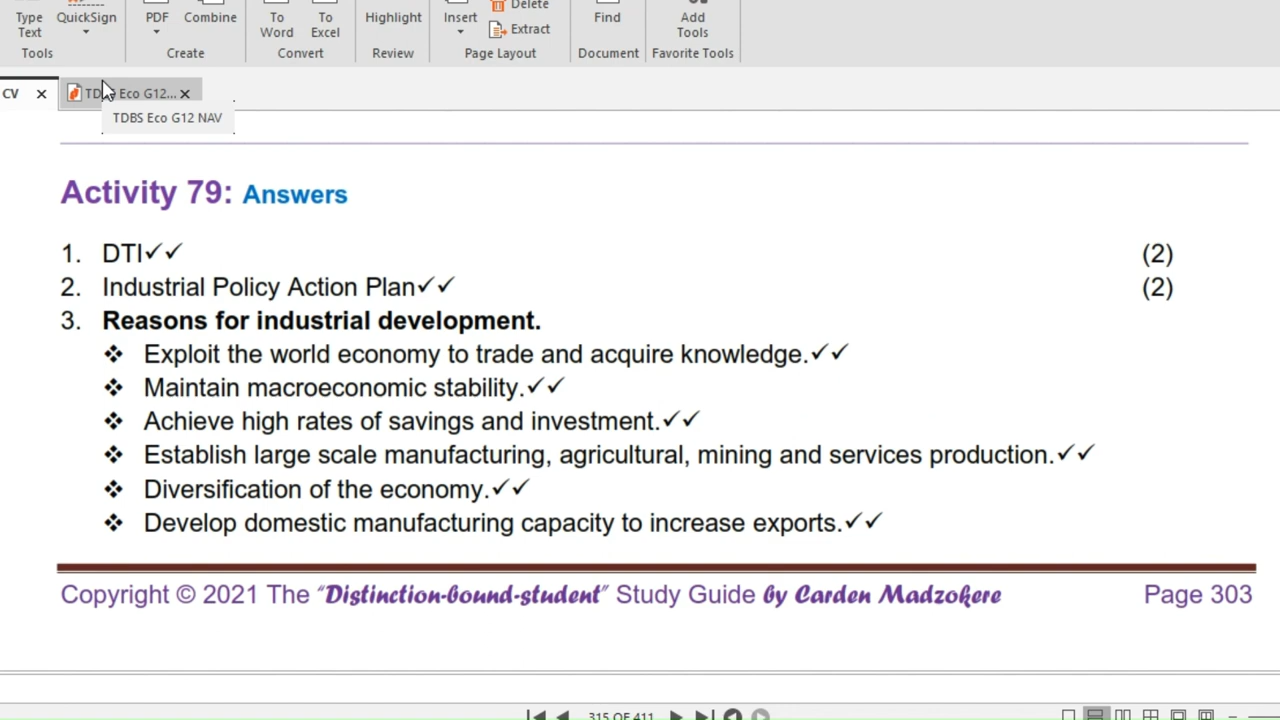 Type QuickSign PDF Combine To To Highlight Insert Delete Find Add
Text Word Excel Extract Tools
Tools Create Convert Review Page Layout Document Favorite Tools
CV TD Eco G12...
TDBS Eco G12 NAV
Activity 79: Answers
1. DTI✓✓ (2)
2. Industrial Policy Action Plan✓✓ (2)
3. Reasons for industrial development.
❖ Exploit the world economy to trade and acquire knowledge.✓✓
❖ Maintain macroeconomic stability.✓✓
❖ Achieve high rates of savings and investment.✓✓
❖ Establish large scale manufacturing, agricultural, mining and services production.✓✓
❖ Diversification of the economy.✓✓
❖ Develop domestic manufacturing capacity to increase exports.✓✓
Copyright © 2021 The “Distinction-bound-student” Study Guide by Carden Madzokere Page 303
315 OF 411